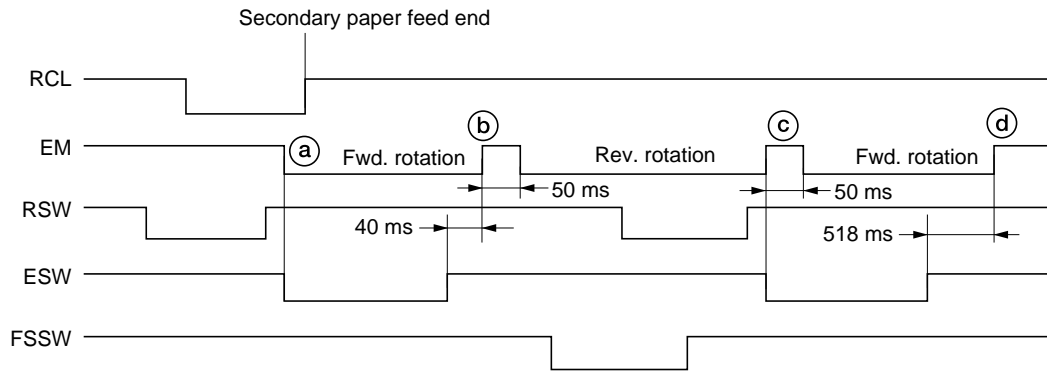 Secondary paper feed end
RCL
EM
a
Fwd. rotation
b
Rev. rotation
c
Fwd. rotation
d
50 ms
50 ms
RSW
40 ms
518 ms
ESW
FSSW